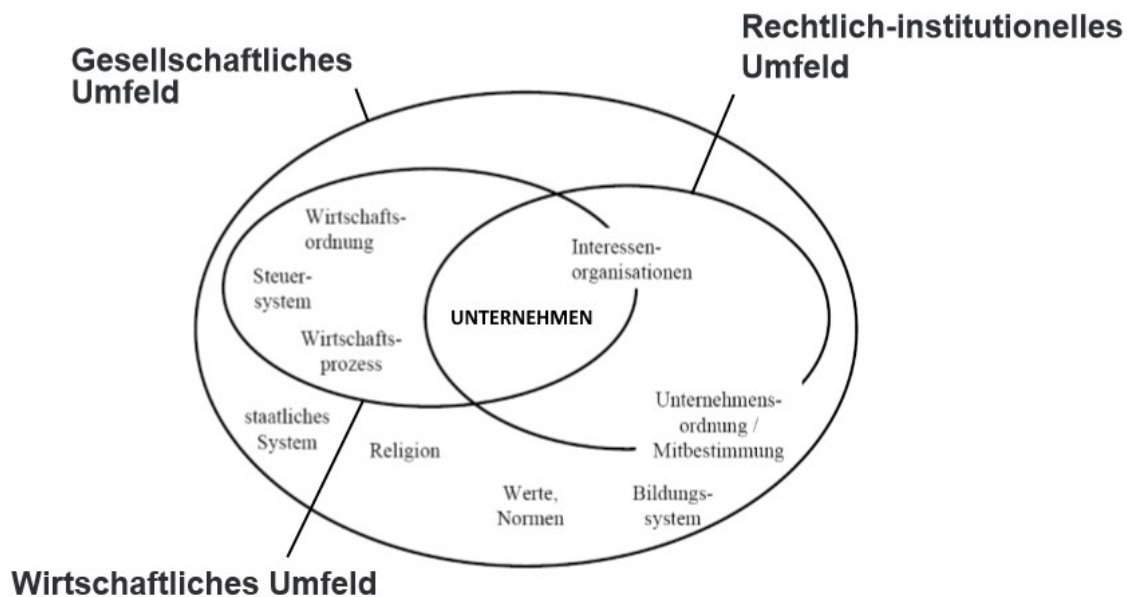 Rechtlich-institutionelles
Umfeld
Gesellschaftliches
Umfeld
Wirtschafts-
ordnung
Interessen-
organisationen
Steuer-
system
UNTERNEHMEN
Wirtschafts-
prozess
Unternehmens-
ordnung /
Mitbestimmung
staatliches
System
Religion
Werte,
Normen
Bildungs-
system
Wirtschaftliches Umfeld